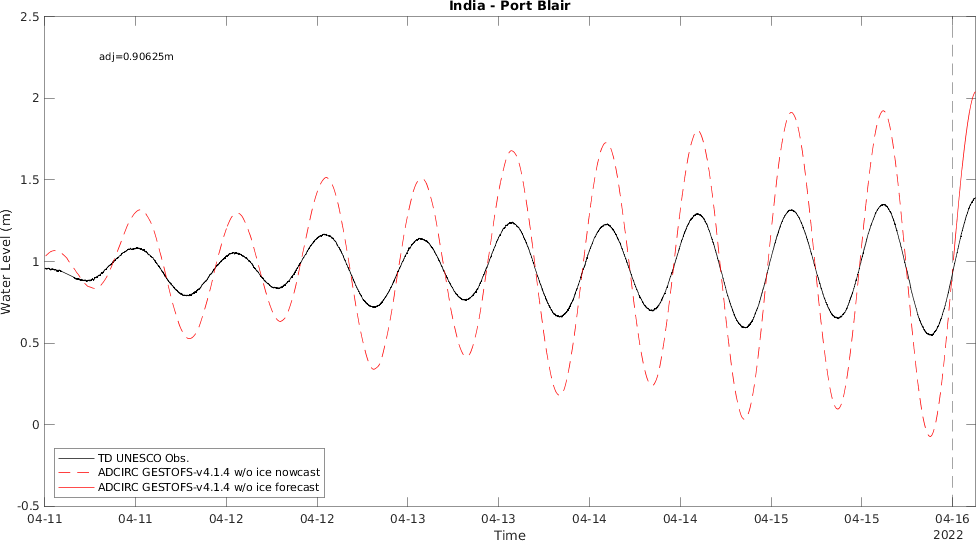 India - Port Blair
2.5
2
1.5
1
0.5
0
-0.5
Water Level (m)
adj=0.90625m
TD UNESCO Obs.
ADCIRC GESTOFS-v4.1.4 w/o ice nowcast
ADCIRC GESTOFS-v4.1.4 w/o ice forecast
04-11 04-11 04-12 04-12 04-13 04-13 04-14 04-14 04-15 04-15 04-16
Time 2022